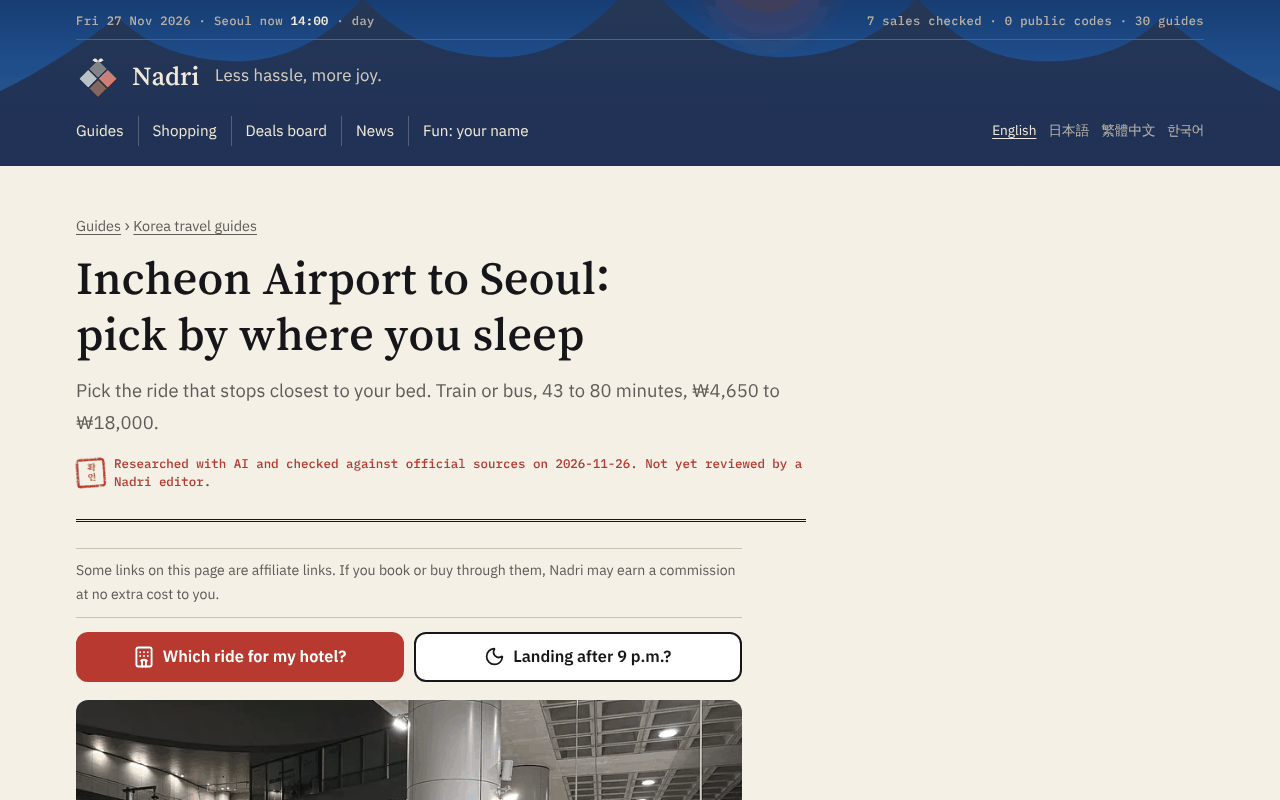 Fri 27 Nov 2026 · Seoul now 14:00 · day
7 sales checked · 0 public codes · 30 guides
Nadri
Less hassle, more joy.
Guides
Shopping
Deals board
News
Fun: your name
English
日本語
繁體中文
한국어
Guides › Korea travel guides
Incheon Airport to Seoul:
pick by where you sleep
Pick the ride that stops closest to your bed. Train or bus, 43 to 80 minutes, ₩4,650 to
₩18,000.
확인
Researched with AI and checked against official sources on 2026-11-26. Not yet reviewed by a
Nadri editor.
Some links on this page are affiliate links. If you book or buy through them, Nadri may earn a commission
at no extra cost to you.
Which ride for my hotel?
Landing after 9 p.m.?